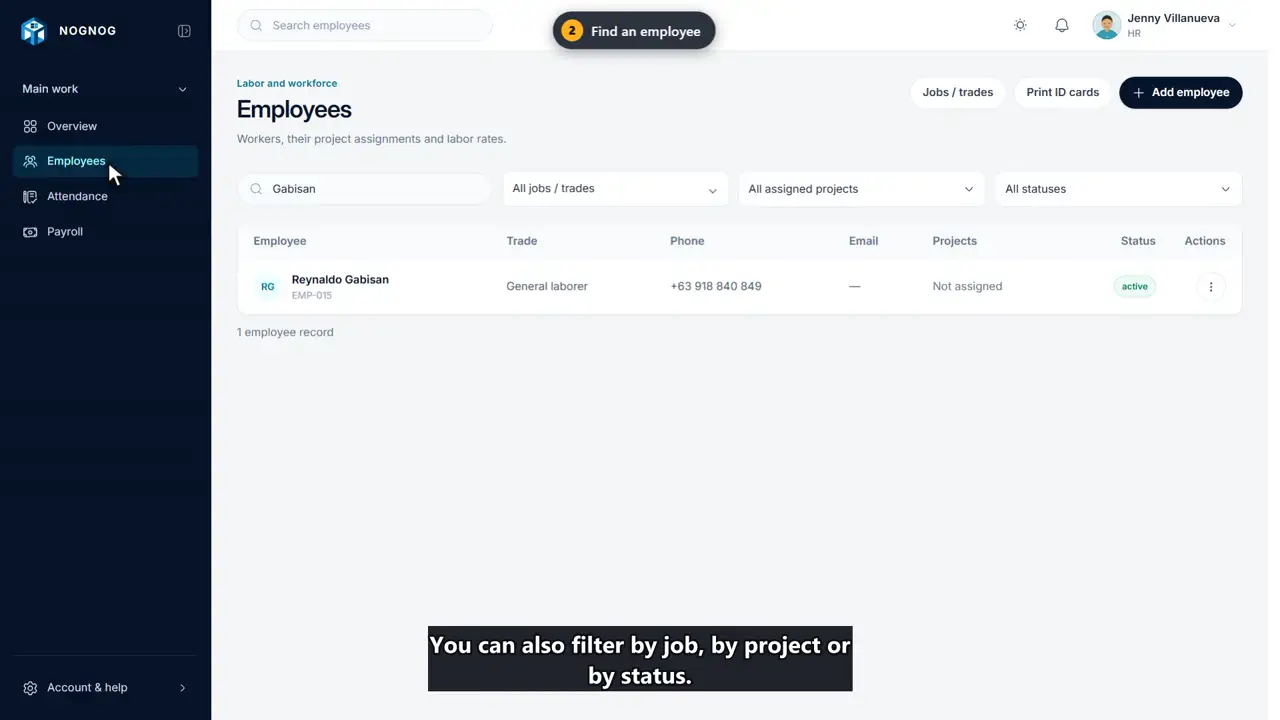 NOGNOG
Search employees
2 Find an employee
Jenny Villanueva
HR
Main work
Overview
Employees
Attendance
Payroll
Account & help
Labor and workforce
Employees
Workers, their project assignments and labor rates.
Jobs / trades
Print ID cards
+ Add employee
Gabisan
All jobs / trades
All assigned projects
All statuses
Employee Trade Phone Email Projects Status Actions
RG Reynaldo Gabisan General laborer +63 918 840 849 — Not assigned active
EMP-015
1 employee record
You can also filter by job, by project or
by status.